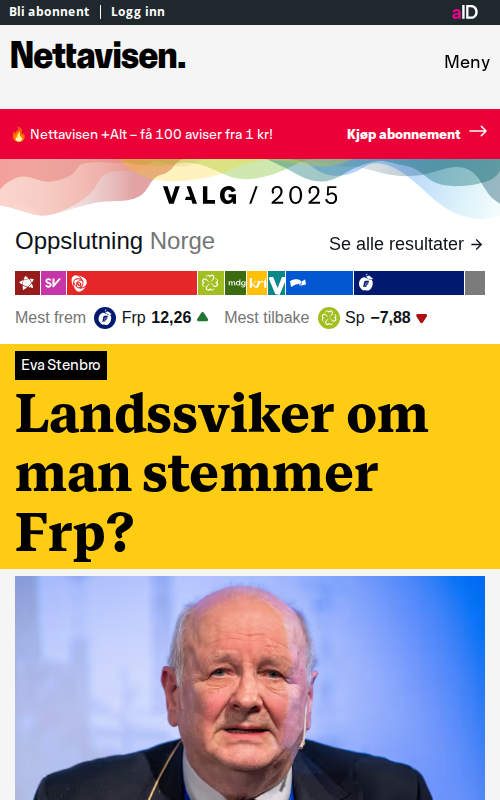 Bli abonnent | Logg inn
aID
Nettavisen.
Meny
🔥 Nettavisen +Alt – få 100 aviser fra 1 kr!
Kjøp abonnement →
VALG / 2025
Oppslutning Norge
Se alle resultater →
SV mdg krf V
Mest frem Frp 12,26 ▲ Mest tilbake Sp −7,88 ▼
Eva Stenbro
Landssviker om
man stemmer
Frp?